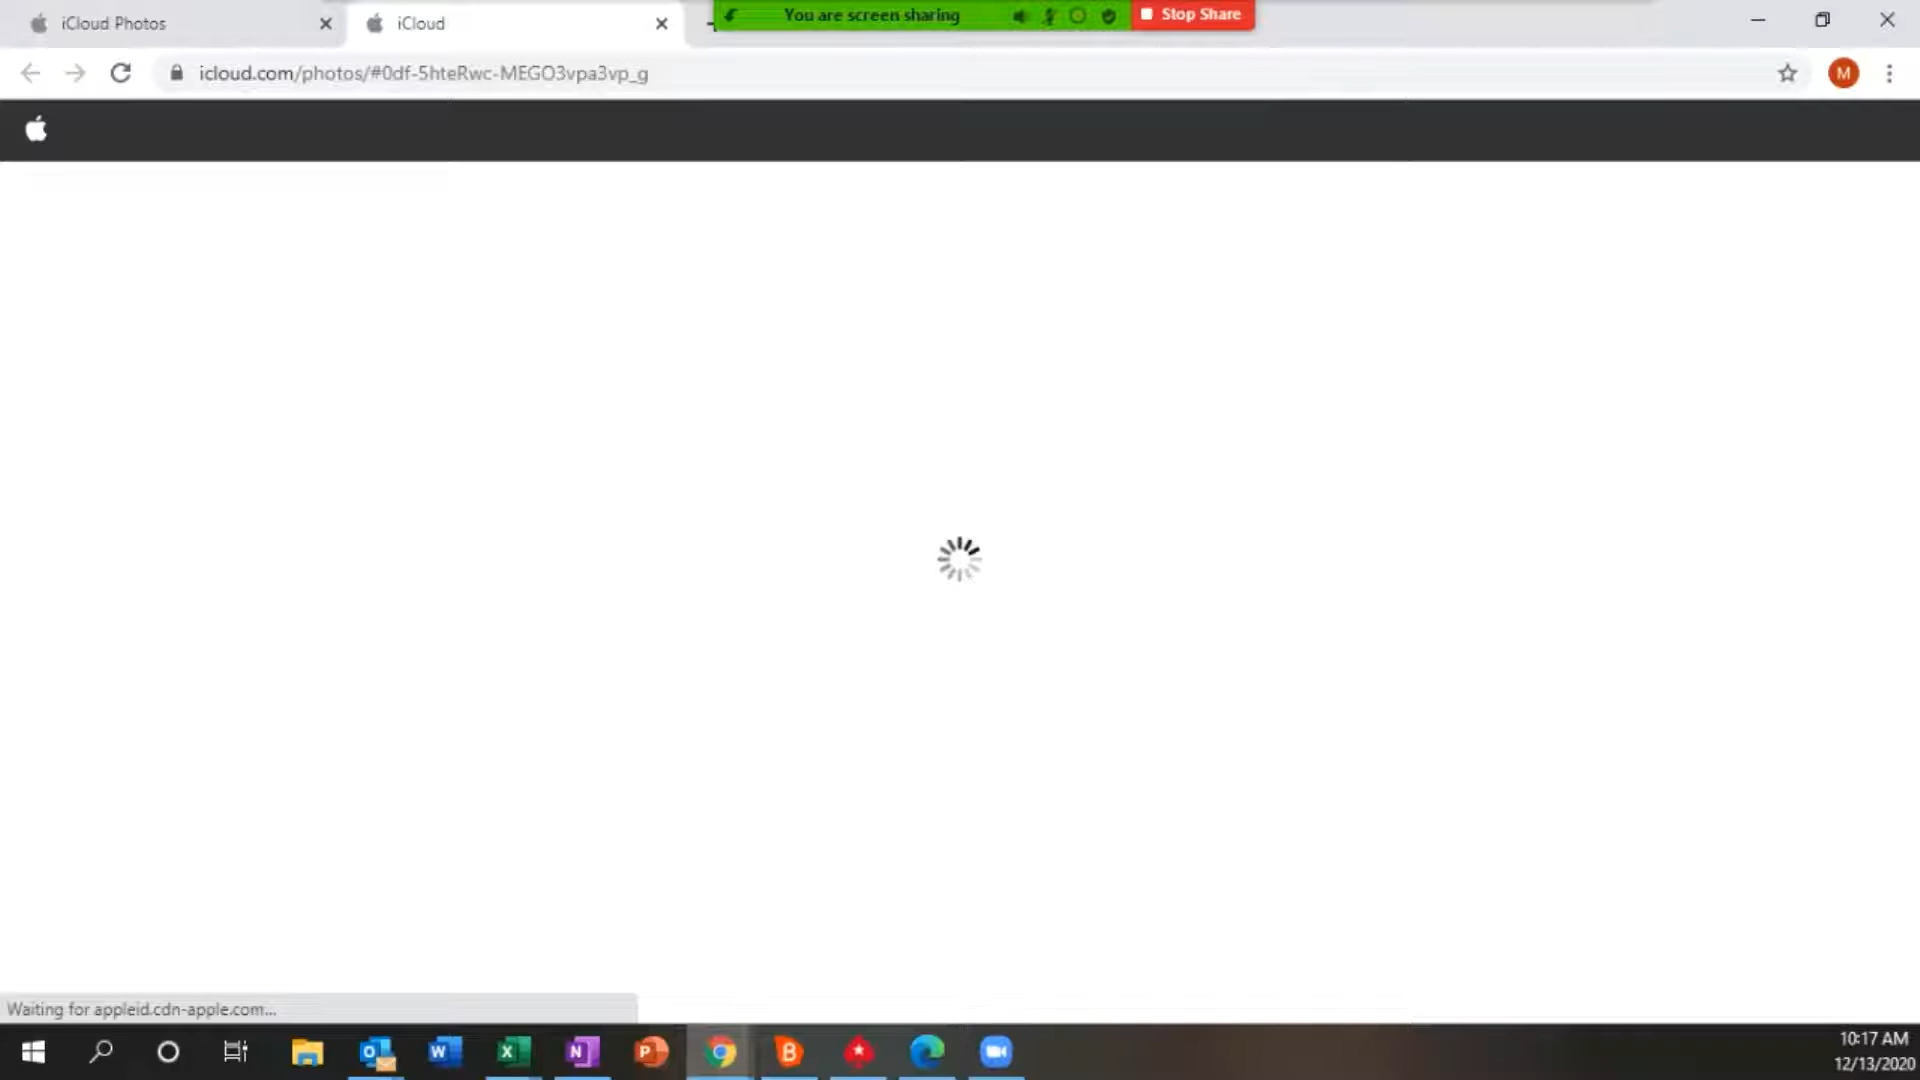 iCloud Photos
iCloud
You are screen sharing
Stop Share
icloud.com/photos/#0df-5hteRwc-MEGO3vpa3vp_g
M
Waiting for appleid.cdn-apple.com...
O
W
X
N
P
B
10:17 AM
12/13/2020